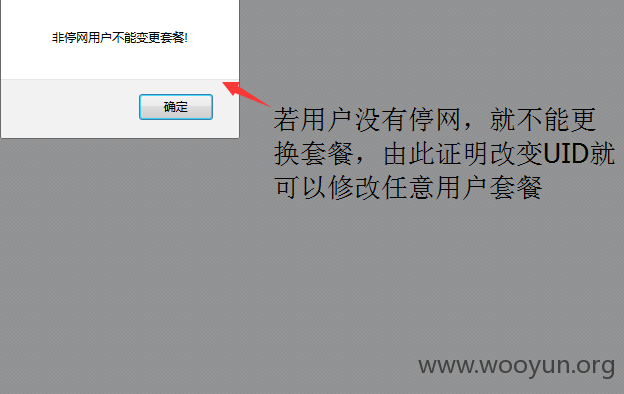 非停网用户不能变更套餐!
确定
若用户没有停网，就不能更
换套餐，由此证明改变UID就
可以修改任意用户套餐
www.wooyun.org